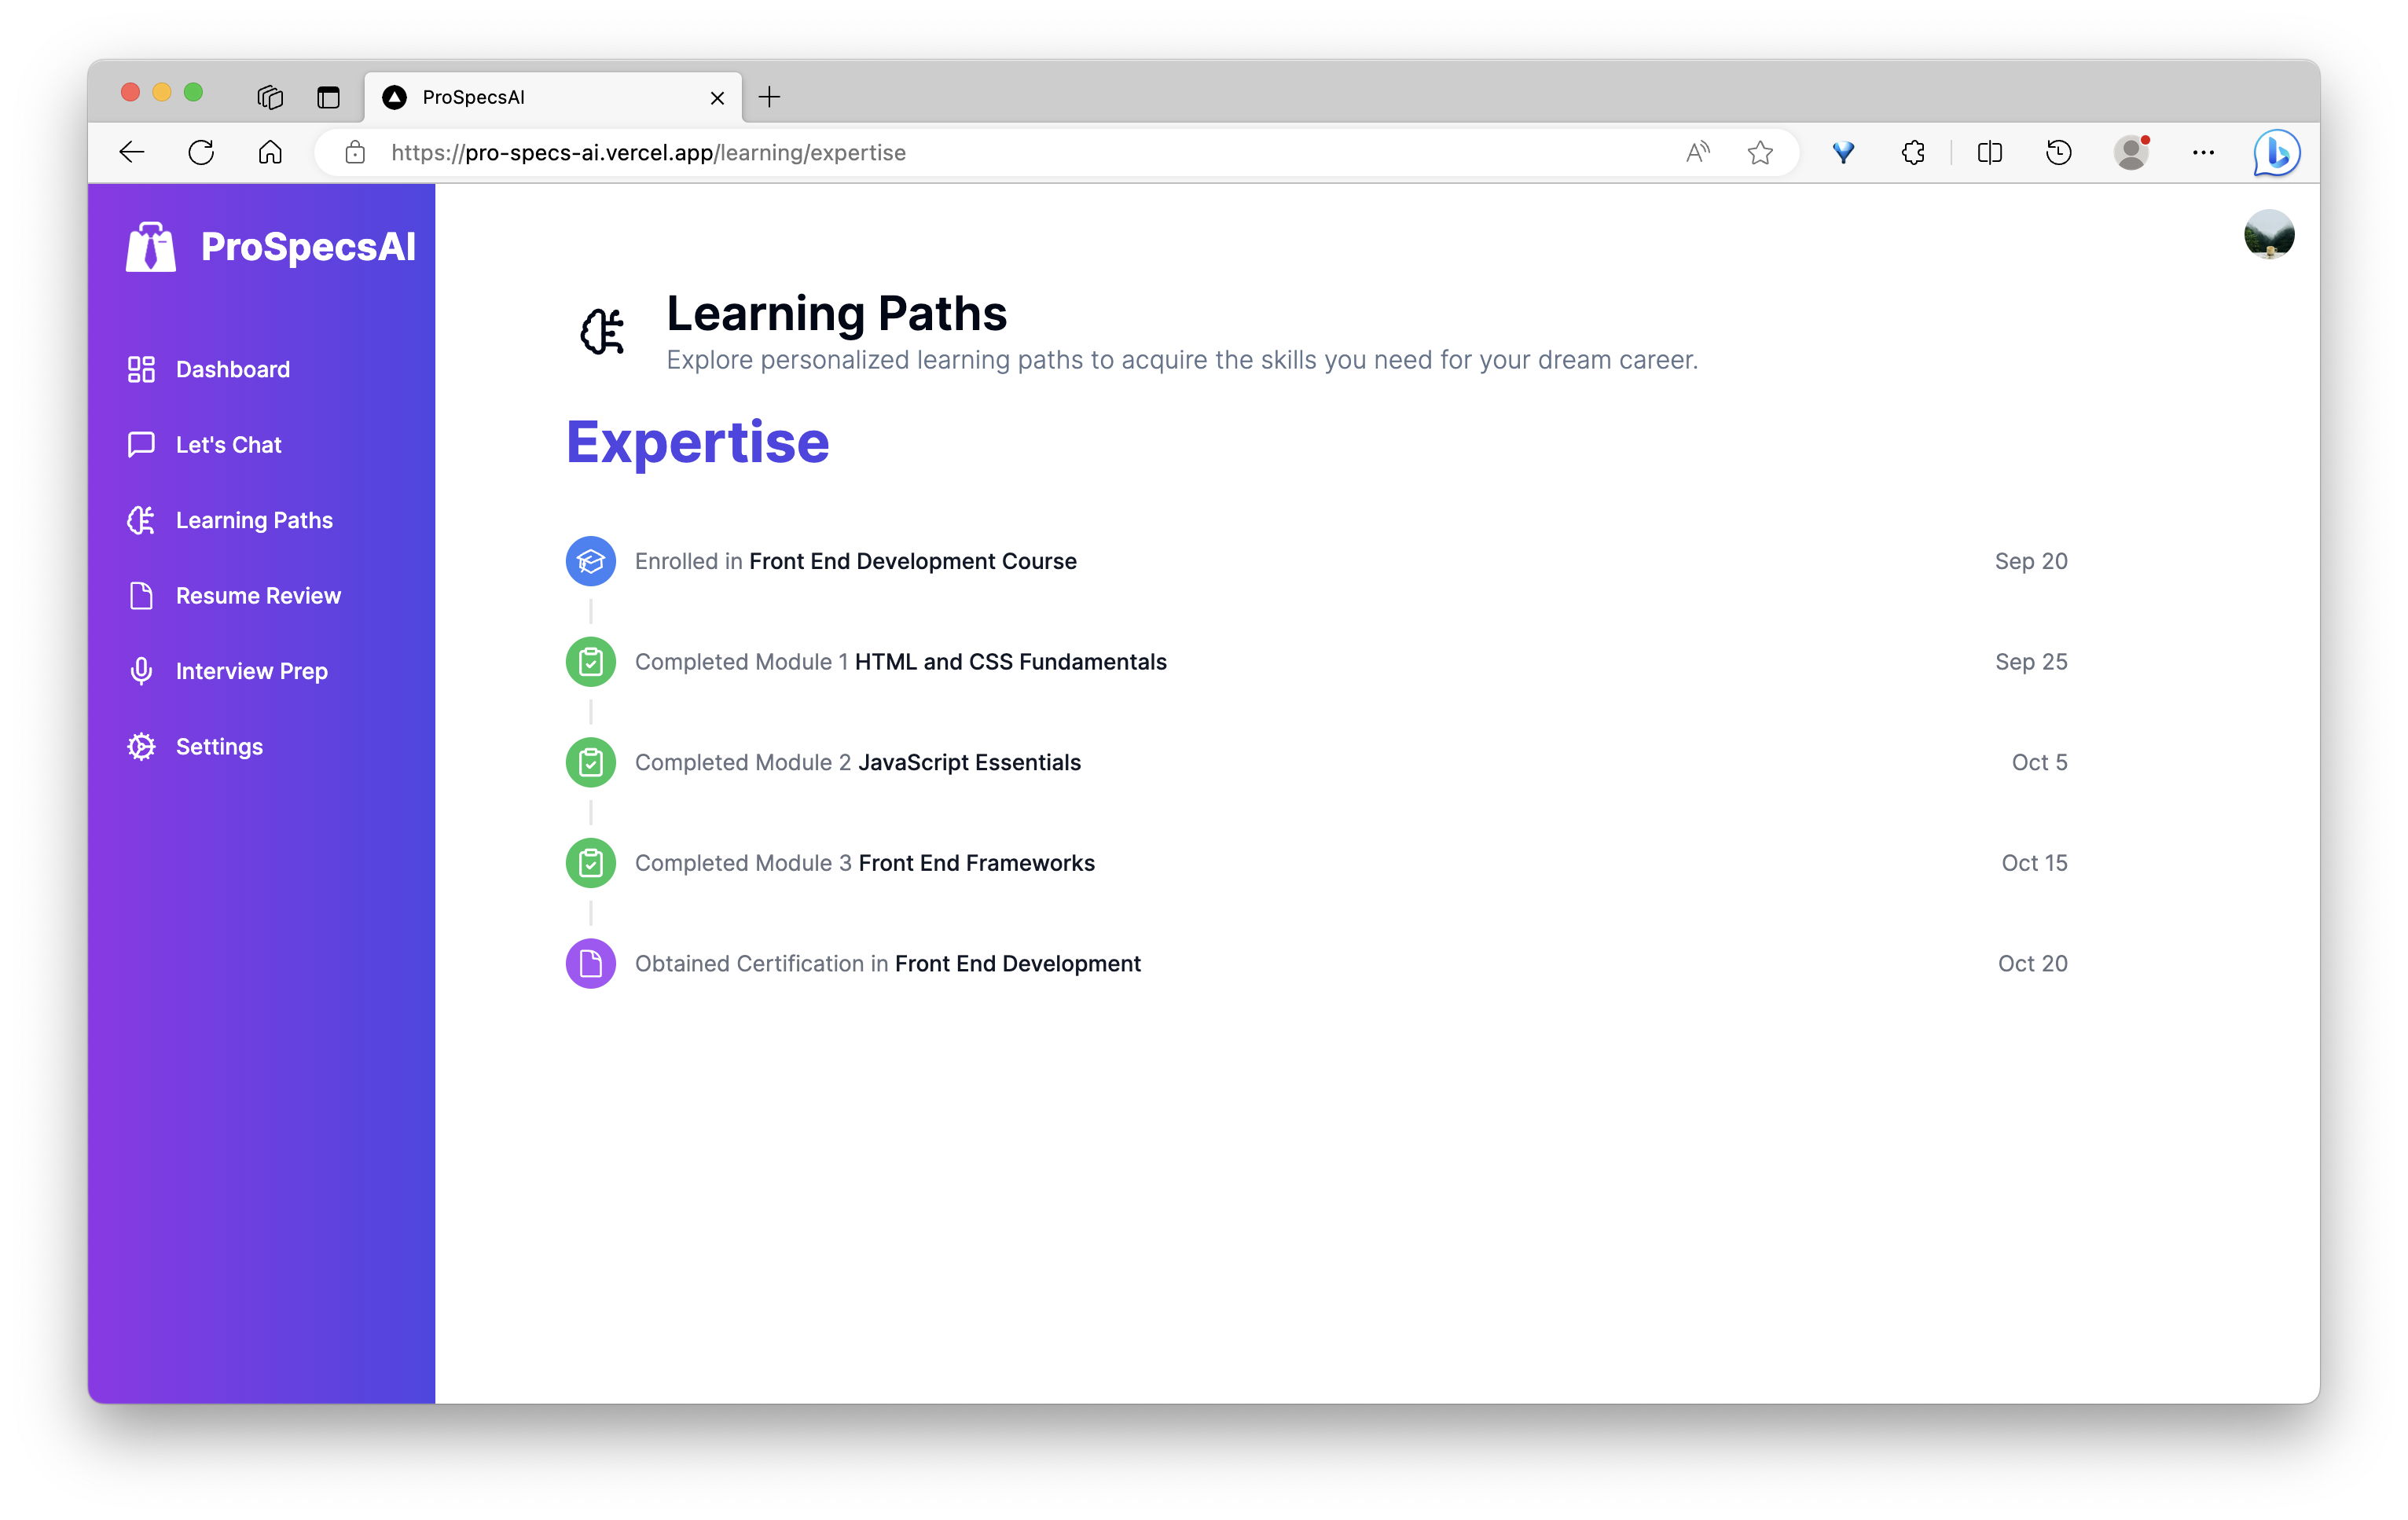 ProSpecsAI
https://pro-specs-ai.vercel.app/learning/expertise
ProSpecsAI
Dashboard
Let's Chat
Learning Paths
Resume Review
Interview Prep
Settings
Learning Paths
Explore personalized learning paths to acquire the skills you need for your dream career.
Expertise
Enrolled in Front End Development Course Sep 20
Completed Module 1 HTML and CSS Fundamentals Sep 25
Completed Module 2 JavaScript Essentials Oct 5
Completed Module 3 Front End Frameworks Oct 15
Obtained Certification in Front End Development Oct 20